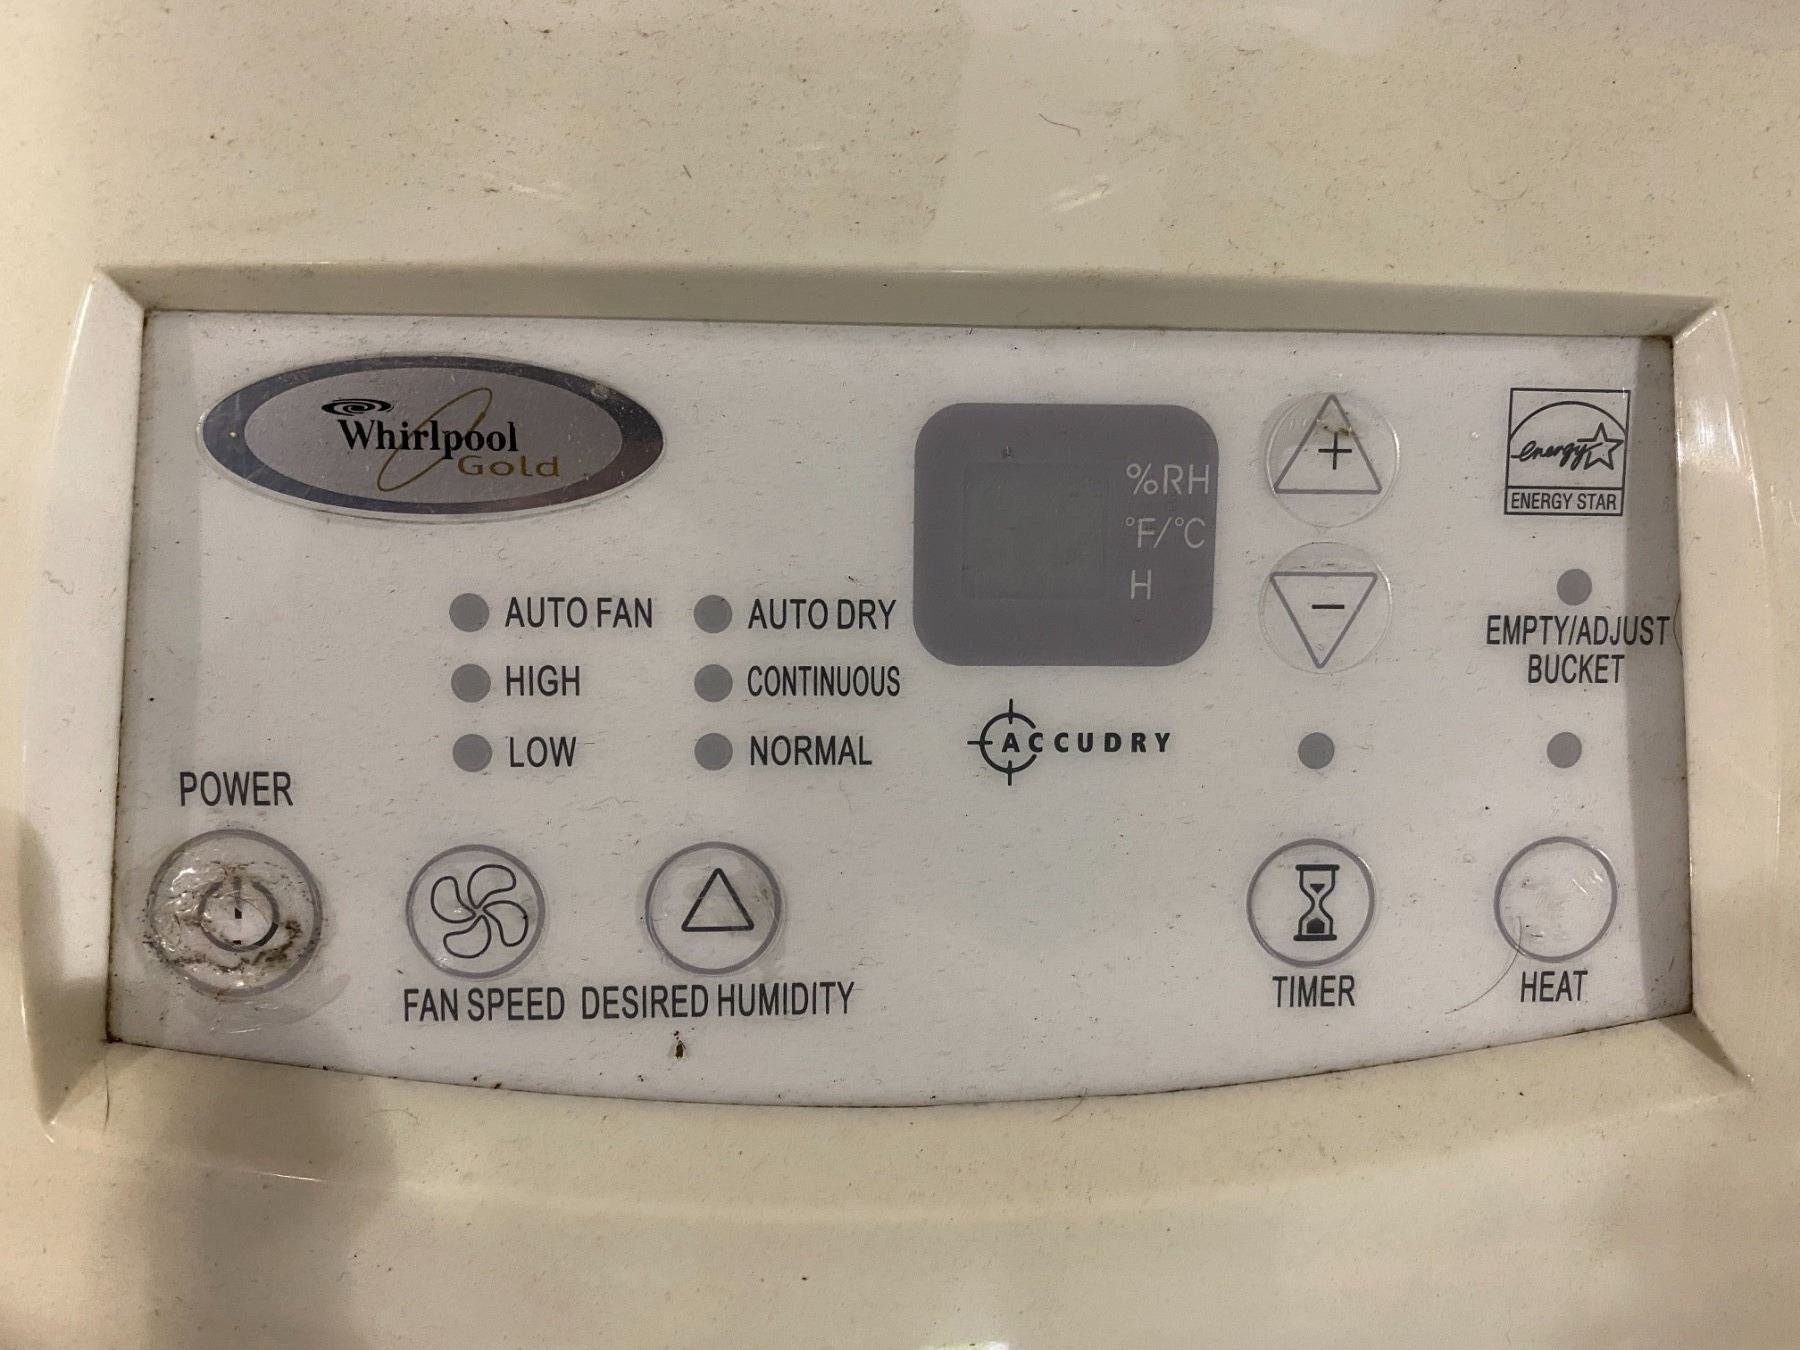 Whirlpool
Gold
%RH
°F/°C
H
+
−
energy
ENERGY STAR
AUTO FAN
HIGH
LOW
AUTO DRY
CONTINUOUS
NORMAL
ACCUDRY
EMPTY/ADJUST
BUCKET
POWER
FAN SPEED
DESIRED HUMIDITY
TIMER
HEAT